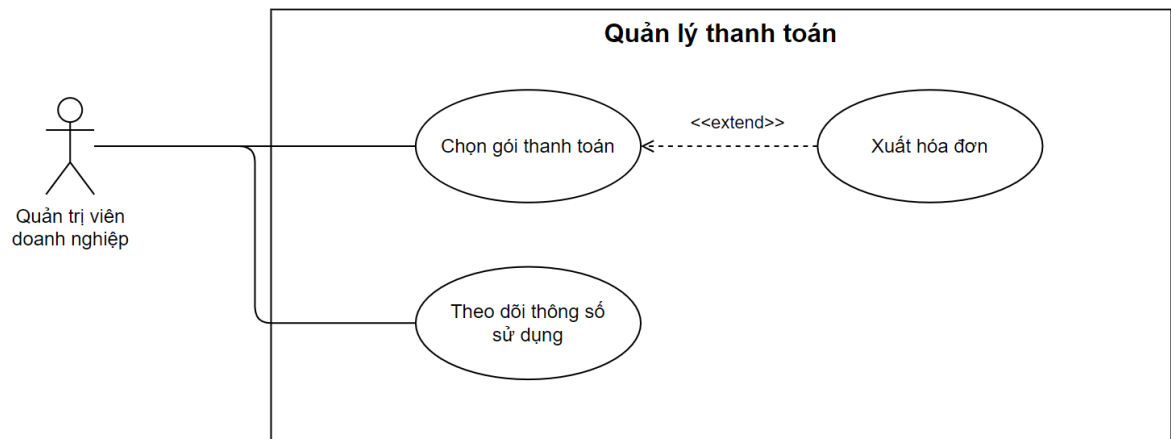 Quản lý thanh toán
<<extend>>
Chọn gói thanh toán
Xuất hóa đơn
Quản trị viên
doanh nghiệp
Theo dõi thông số
sử dụng